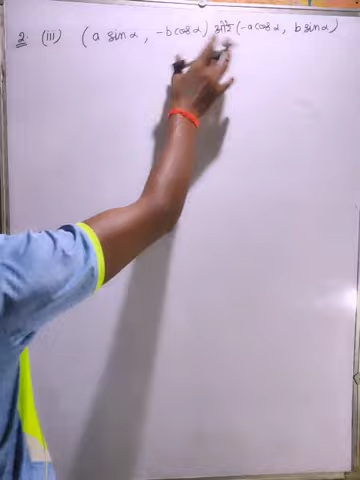 2. (iii) (a sinα, -b cosα) और (-a cosα, b sinα)